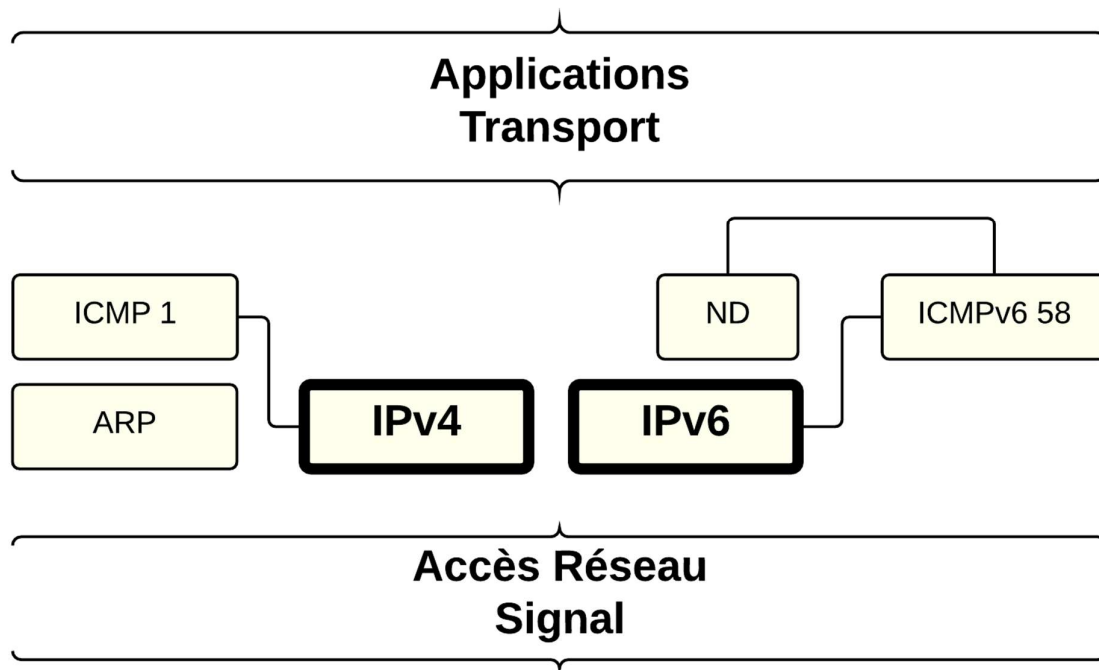 Applications
Transport
ICMP 1
ND
ICMPv6 58
ARP
IPv4
IPv6
Accès Réseau
Signal